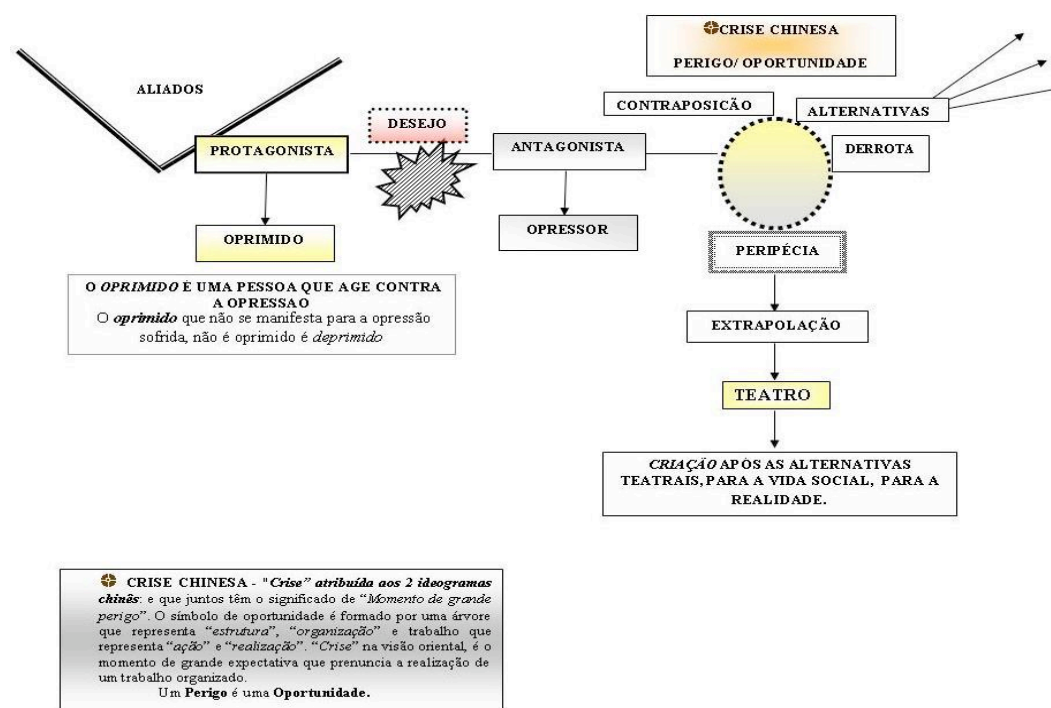 CRISE CHINESA
PERIGO/ OPORTUNIDADE
ALIADOS
CONTRAPOSICÃO
ALTERNATIVAS
DESEJO
PROTAGONISTA
ANTAGONISTA
DERROTA
OPRIMIDO
OPRESSOR
PERIPÉCIA
O OPRIMIDO É UMA PESSOA QUE AGE CONTRA
A OPRESSAO
O oprimido que não se manifesta para a opressão
sofrida, não é oprimido é deprimido
EXTRAPOLAÇÃO
TEATRO
CRIAÇÃO APÓS AS ALTERNATIVAS
TEATRAIS, PARA A VIDA SOCIAL, PARA A
REALIDADE.
CRISE CHINESA - "Crise” atribuída aos 2 ideogramas
chinês: e que juntos têm o significado de “Momento de grande
perigo”. O símbolo de oportunidade é formado por uma árvore
que representa “estrutura”, “organização” e trabalho que
representa “ação” e “realização”. “Crise” na visão oriental, é o
momento de grande expectativa que prenuncia a realização de
um trabalho organizado.
Um Perigo é uma Oportunidade.